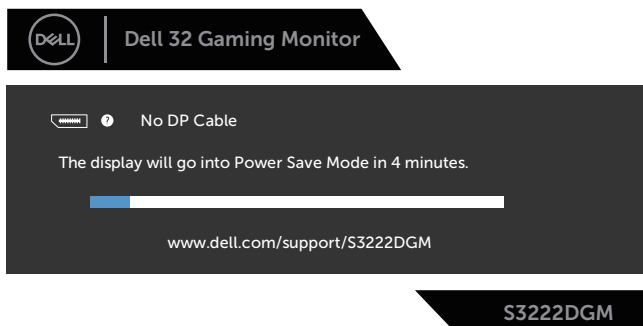 DELL
Dell 32 Gaming Monitor
? No DP Cable
The display will go into Power Save Mode in 4 minutes.
www.dell.com/support/S3222DGM
S3222DGM